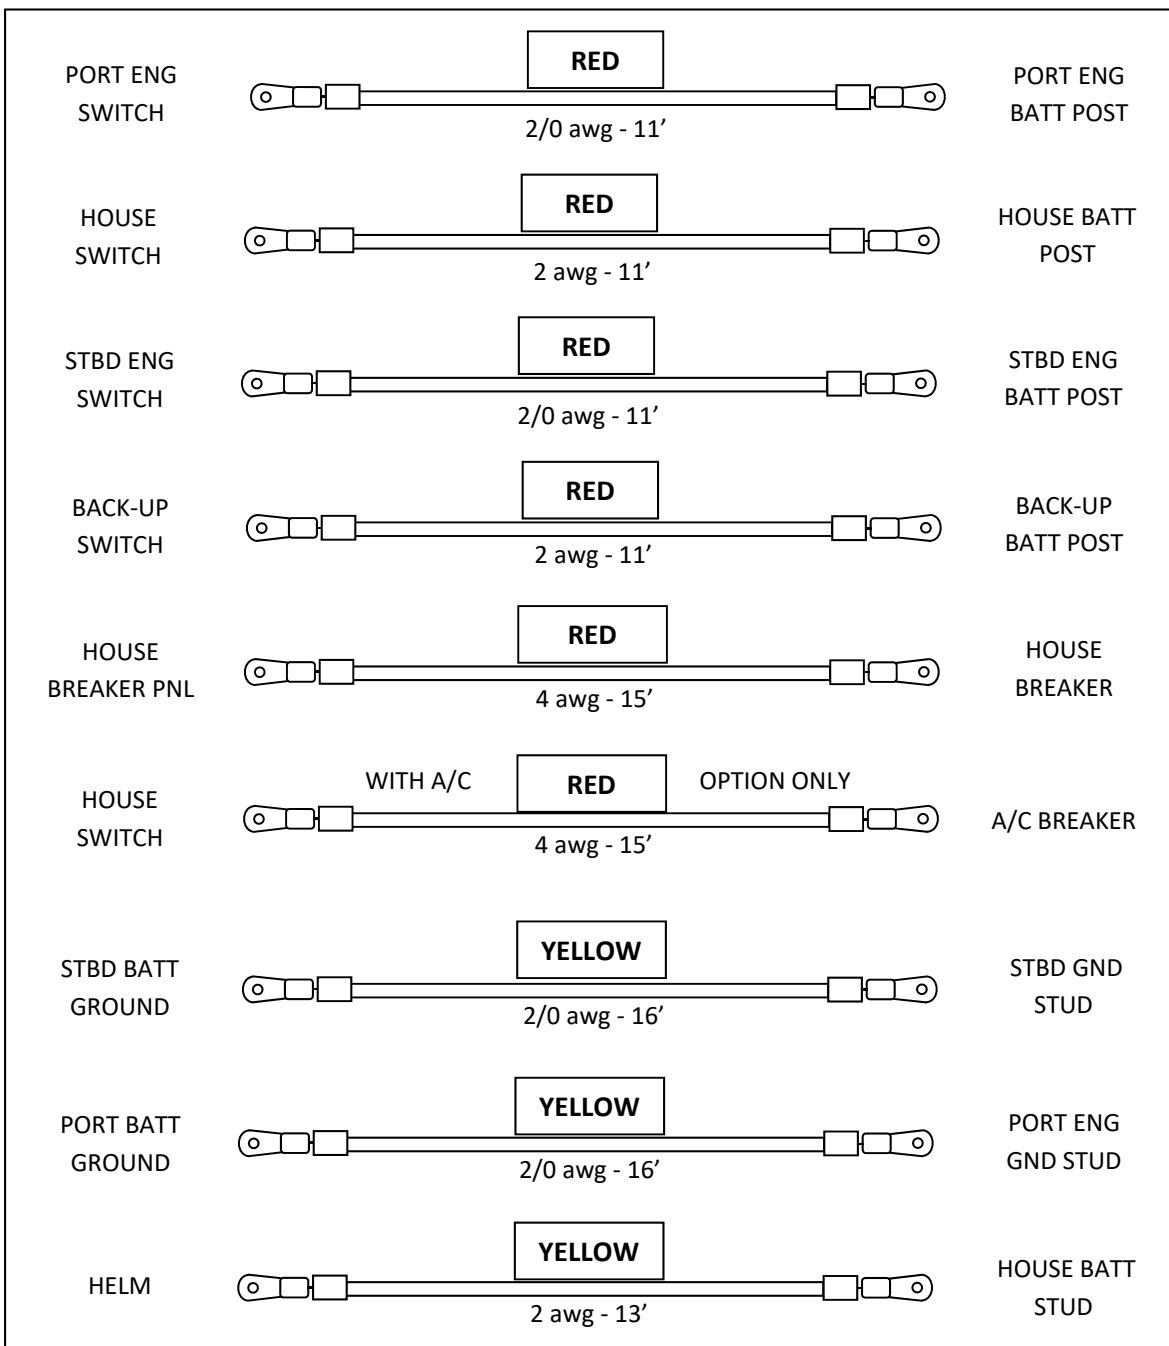 PORT ENG
SWITCH
RED
2/0 awg - 11’
PORT ENG
BATT POST
HOUSE
SWITCH
RED
2 awg - 11’
HOUSE BATT
POST
STBD ENG
SWITCH
RED
2/0 awg - 11’
STBD ENG
BATT POST
BACK-UP
SWITCH
RED
2 awg - 11’
BACK-UP
BATT POST
HOUSE
BREAKER PNL
RED
4 awg - 15’
HOUSE
BREAKER
HOUSE
SWITCH
WITH A/C
RED
OPTION ONLY
4 awg - 15’
A/C BREAKER
STBD BATT
GROUND
YELLOW
2/0 awg - 16’
STBD GND
STUD
PORT BATT
GROUND
YELLOW
2/0 awg - 16’
PORT ENG
GND STUD
HELM
YELLOW
2 awg - 13’
HOUSE BATT
STUD